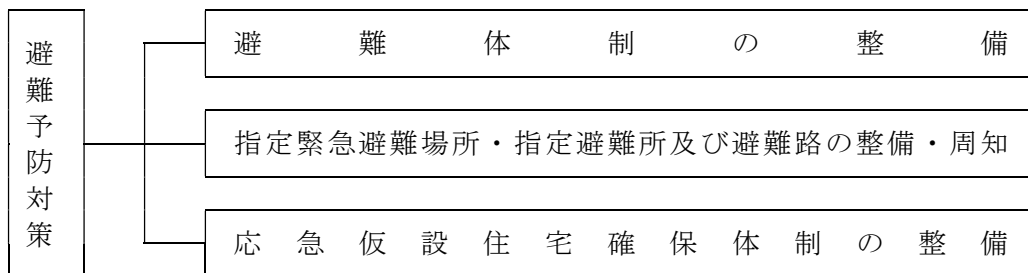 避難予防対策
避難体制の整備
指定緊急避難場所・指定避難所及び避難路の整備・周知
応急仮設住宅確保体制の整備